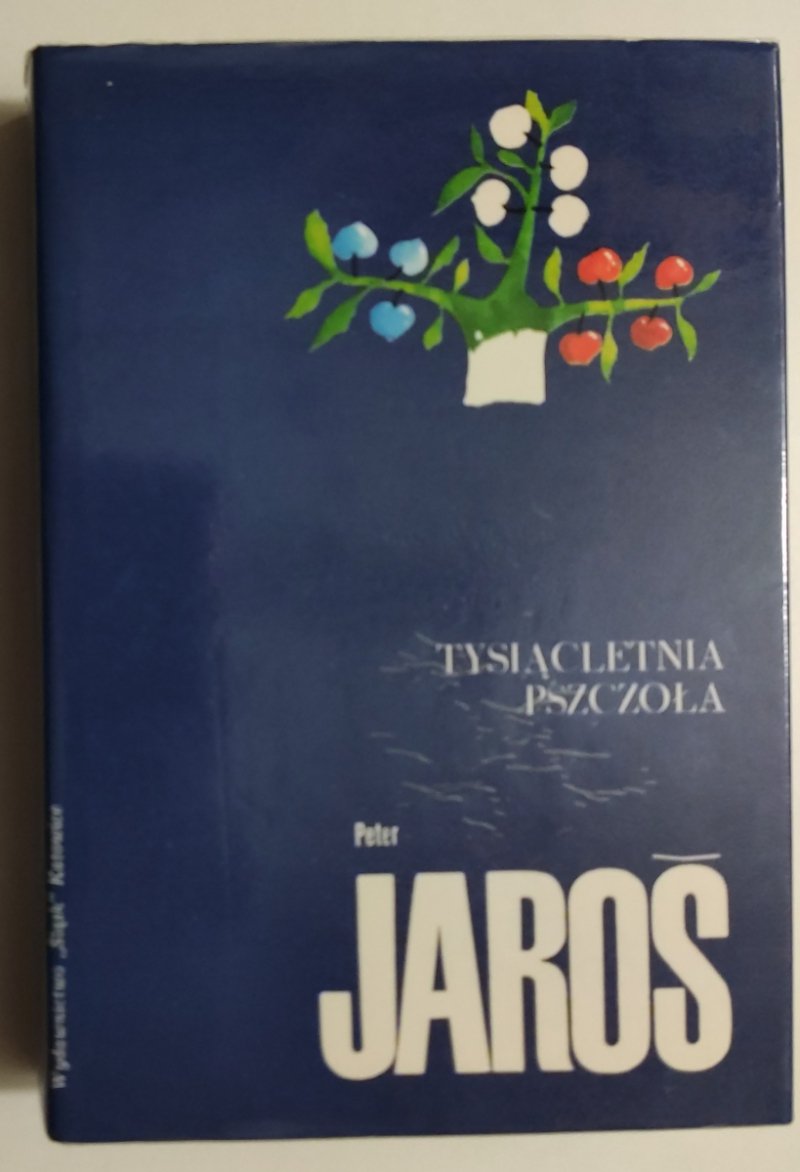 TYSIĄCLETNIA
PSZCZOŁA
Peter
JAROŠ
Wydawnictwo „Śląsk” Katowice